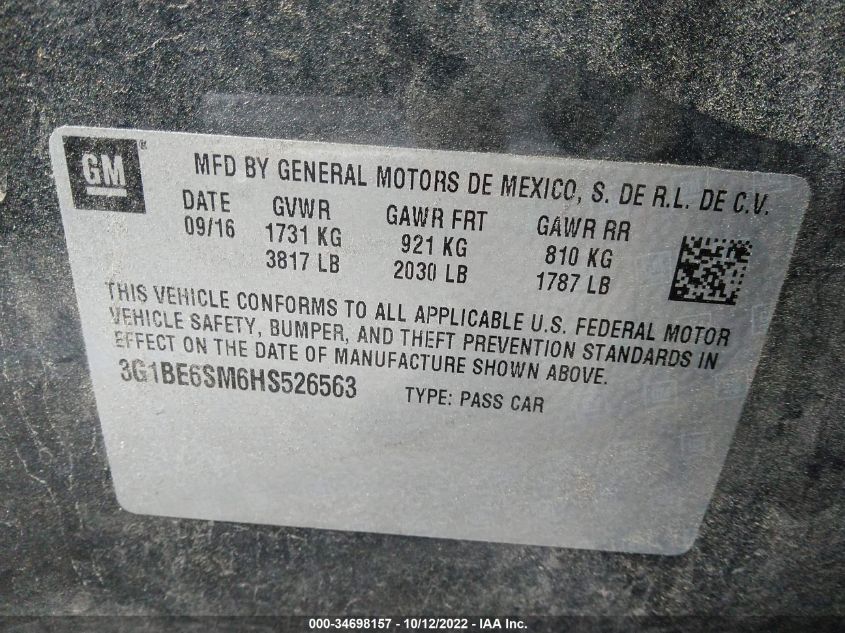 GM ®
MFD BY GENERAL MOTORS DE MEXICO, S. DE R.L. DE C.V.
DATE GVWR GAWR FRT GAWR RR
09/16 1731 KG 921 KG 810 KG
3817 LB 2030 LB 1787 LB
THIS VEHICLE CONFORMS TO ALL APPLICABLE U.S. FEDERAL MOTOR
VEHICLE SAFETY, BUMPER, AND THEFT PREVENTION STANDARDS IN
EFFECT ON THE DATE OF MANUFACTURE SHOWN ABOVE.
3G1BE6SM6HS526563 TYPE: PASS CAR
000-34698157 - 10/12/2022 - IAA Inc.